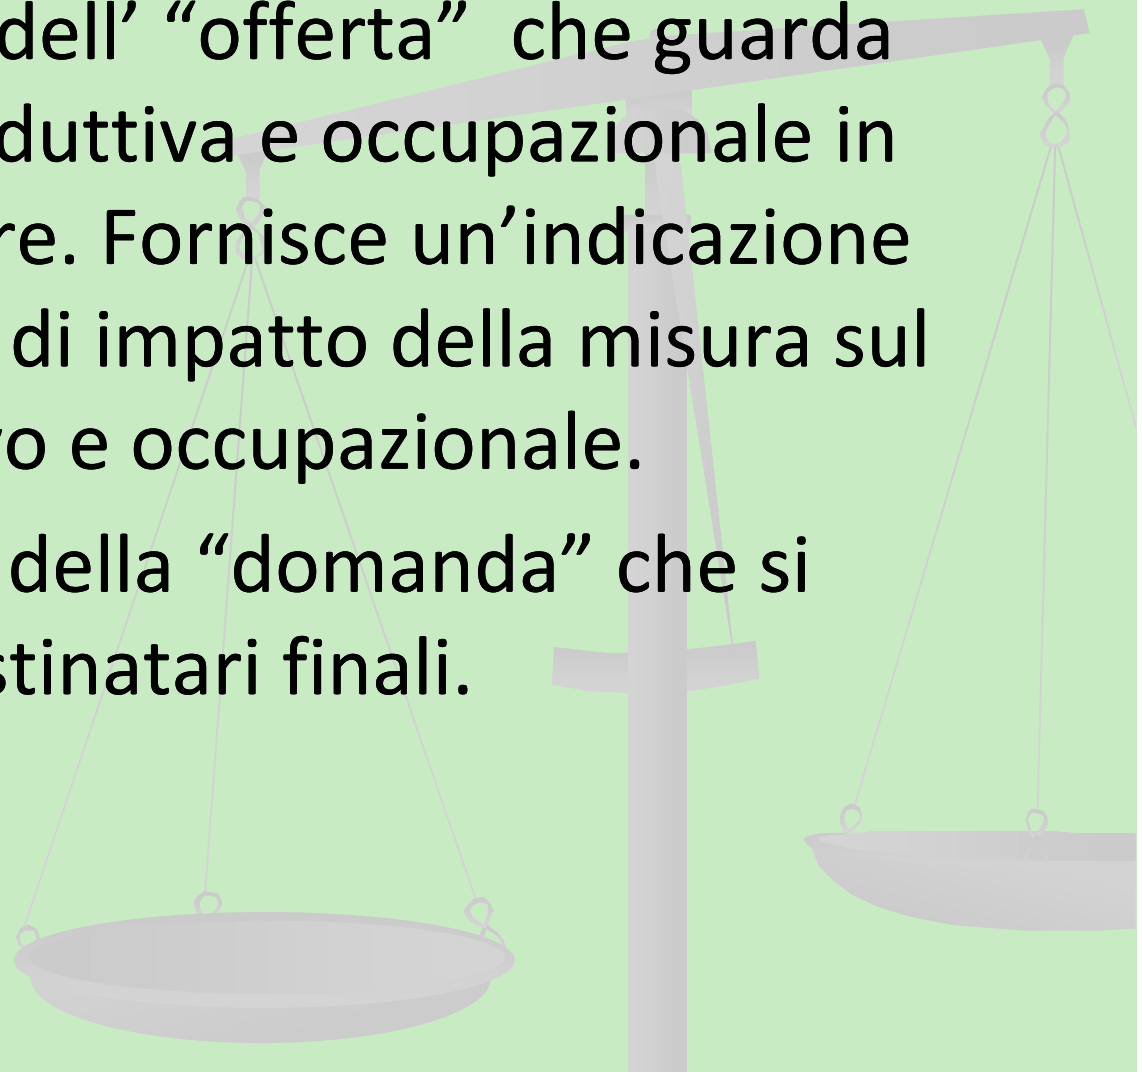 dell’ “offerta”  che guarda
duttiva e occupazionale in
re. Fornisce un’indicazione
di impatto della misura sul
o e occupazionale.
della “domanda” che si
stinatari finali.